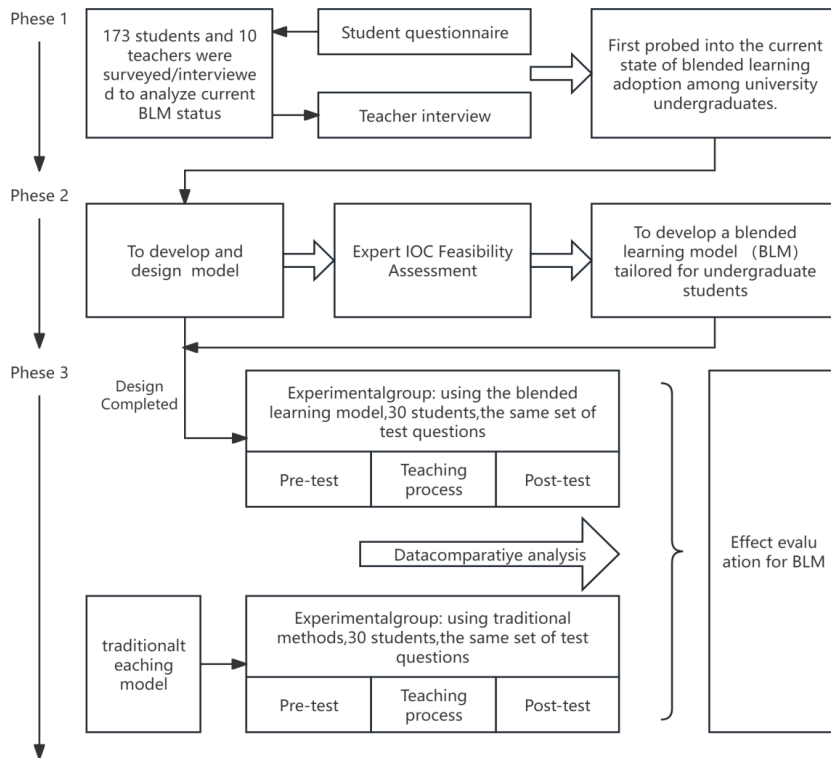 Phese 1
173 students and 10
teachers were
surveyed/interviewe
d to analyze current
BLM status
Student questionnaire
Teacher interview
First probed into the current
state of blended learning
adoption among university
undergraduates.
Phese 2
To develop and
design model
Expert IOC Feasibility
Assessment
To develop a blended
learning model （BLM）
tailored for undergraduate
students
Phese 3
Design
Completed
Experimentalgroup: using the blended
learning model,30 students,the same set of
test questions
Pre-test
Teaching
process
Post-test
Datacomparatiye analysis
Effect evalu
ation for BLM
traditionalt
eaching
model
Experimentalgroup: using traditional
methods,30 students,the same set of test
questions
Pre-test
Teaching
process
Post-test